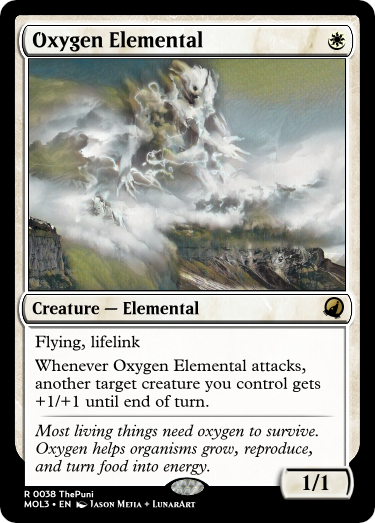 Oxygen Elemental
Creature — Elemental
Flying, lifelink
Whenever Oxygen Elemental attacks,
another target creature you control gets
+1/+1 until end of turn.
Most living things need oxygen to survive.
Oxygen helps organisms grow, reproduce,
and turn food into energy.
1/1
R 0038 ThePuni
MOL3 • EN Jason Mejia + LunarArt